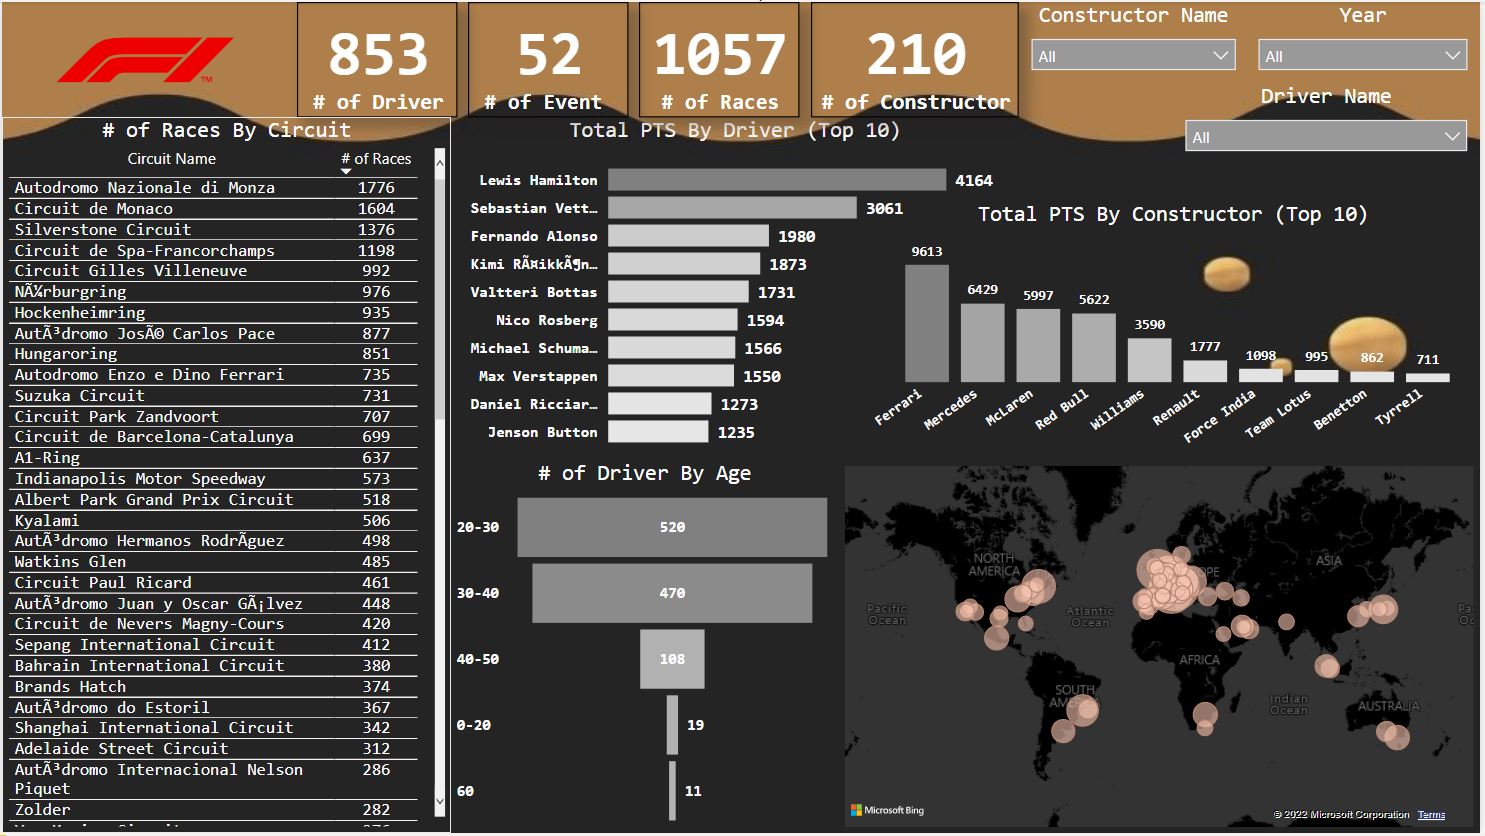 F1
TM
853
# of Driver
52
# of Event
1057
# of Races
210
# of Constructor
Constructor Name
All
Year
All
Driver Name
All
# of Races By Circuit
Circuit Name # of Races
Autodromo Nazionale di Monza 1776
Circuit de Monaco 1604
Silverstone Circuit 1376
Circuit de Spa-Francorchamps 1198
Circuit Gilles Villeneuve 992
NÃ¼rburgring 976
Hockenheimring 935
AutÃ³dromo JosÃ© Carlos Pace 877
Hungaroring 851
Autodromo Enzo e Dino Ferrari 735
Suzuka Circuit 731
Circuit Park Zandvoort 707
Circuit de Barcelona-Catalunya 699
A1-Ring 637
Indianapolis Motor Speedway 573
Albert Park Grand Prix Circuit 518
Kyalami 506
AutÃ³dromo Hermanos RodrÃ­guez 498
Watkins Glen 485
Circuit Paul Ricard 461
AutÃ³dromo Juan y Oscar GÃ¡lvez 448
Circuit de Nevers Magny-Cours 420
Sepang International Circuit 412
Bahrain International Circuit 380
Brands Hatch 374
AutÃ³dromo do Estoril 367
Shanghai International Circuit 342
Adelaide Street Circuit 312
AutÃ³dromo Internacional Nelson 286
Piquet
Zolder 282
Total PTS By Driver (Top 10)
Lewis Hamilton 4164
Sebastian Vett… 3061
Fernando Alonso 1980
Kimi RÃ¤ikkÃ¶n… 1873
Valtteri Bottas 1731
Nico Rosberg 1594
Michael Schuma… 1566
Max Verstappen 1550
Daniel Ricciar… 1273
Jenson Button 1235
Total PTS By Constructor (Top 10)
9613
6429
5997
5622
3590
1777
1098
995
862
711
Ferrari
Mercedes
McLaren
Red Bull
Williams
Renault
Force India
Team Lotus
Benetton
Tyrrell
# of Driver By Age
20-30 520
30-40 470
40-50 108
0-20 19
60 11
NORTH
AMERICA
ASIA
Pacific
Ocean
Atlantic
Ocean
AFRICA
SOUTH
Indian
Ocean
AUSTRALIA
Microsoft Bing
© 2022 Microsoft Corporation Terms